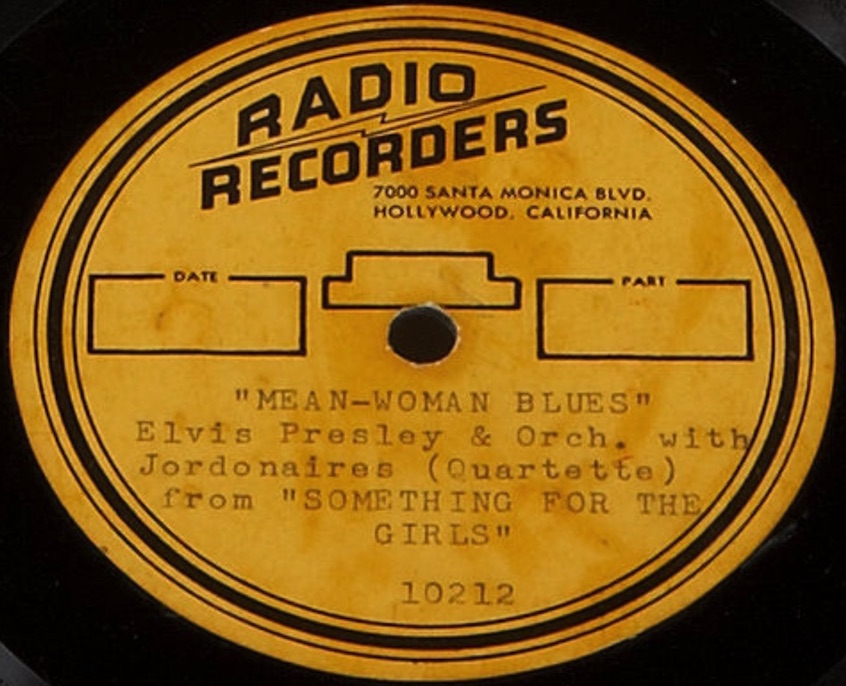 RADIO
RECORDERS
7000 SANTA MONICA BLVD.
HOLLYWOOD, CALIFORNIA
DATE
PART
"MEAN-WOMAN BLUES"
Elvis Presley & Orch. with
Jordonaires (Quartette)
from "SOMETHING FOR THE
GIRLS"
10212